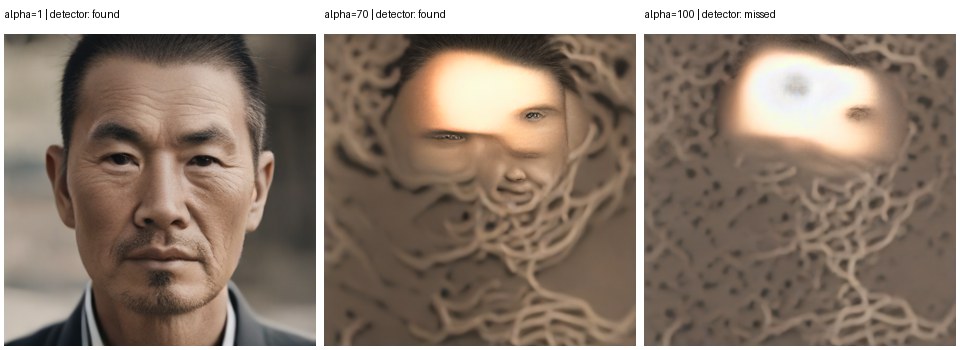 alpha=1 | detector: found
alpha=70 | detector: found
alpha=100 | detector: missed